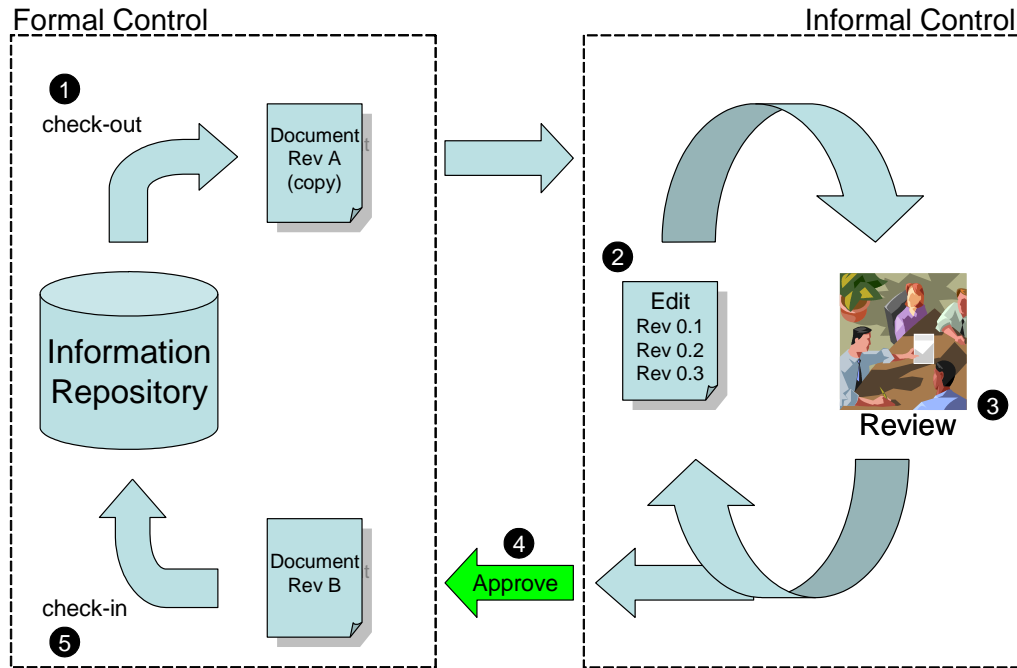 Formal Control
Informal Control
1
check-out
Document
Rev A
(copy)
2
Edit
Rev 0.1
Rev 0.2
Rev 0.3
Information
Repository
3
Review
4
Approve
Document
Rev B
check-in
5